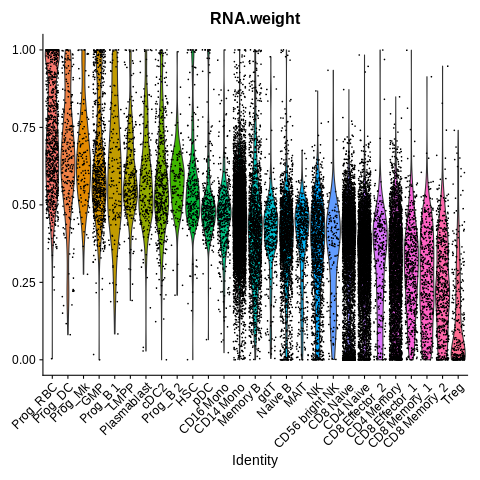 RNA.weight
1.00
0.75
0.50
0.25
0.00
Prog_RBC
Prog_DC
Prog_Mk
GMP
Prog_B 1
LMPP
Plasmablast
cDC2
Prog_B 2
HSC
pDC
CD16 Mono
CD14 Mono
Memory B
gdT
Naive B
MAIT
NK
CD56 bright NK
CD8 Naive
CD4 Naive
CD8 Effector_2
CD4 Memory
CD8 Effector_1
CD8 Memory_1
CD8 Memory_2
Treg
Identity